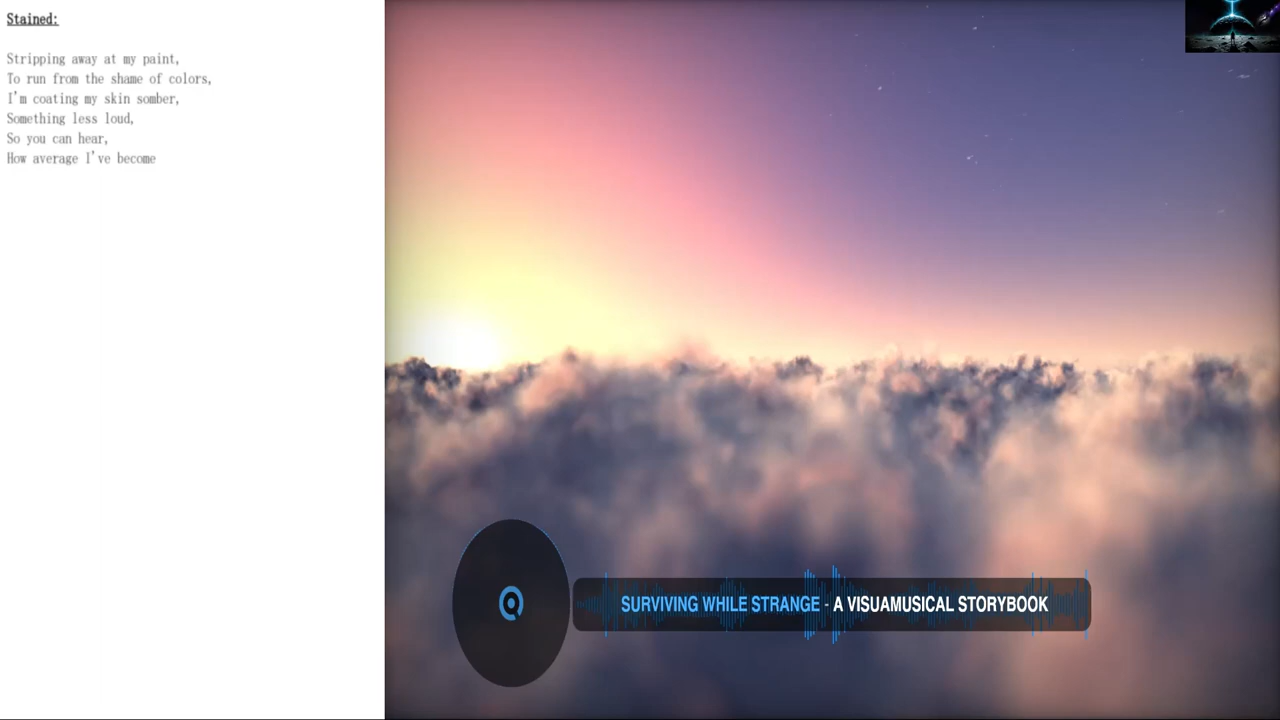 Stained:
Stripping away at my paint,
To run from the shame of colors,
I'm coating my skin somber,
Something less loud,
So you can hear,
How average I've become
SURVIVING WHILE STRANGE - A VISUAMUSICAL STORYBOOK